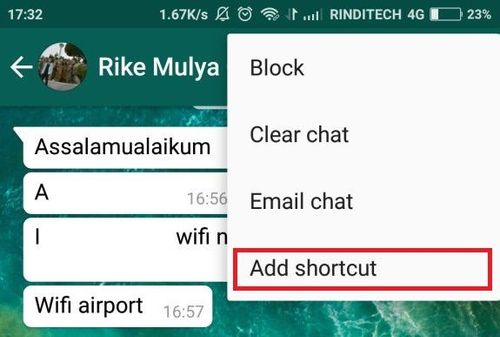 17:32 1.67K/s RINDITECH 4G 23%
Rike Mulya
Block
Clear chat
Email chat
Add shortcut
Assalamualaikum
A 16:56
I wifi n
Wifi airport 16:57